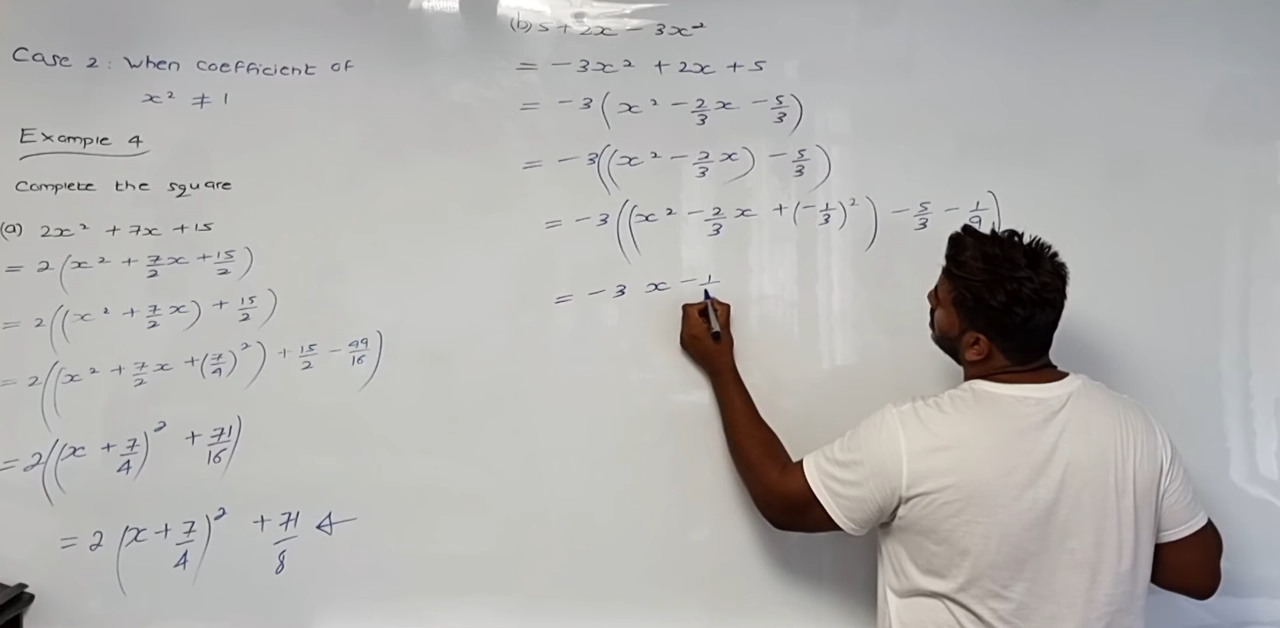 Case 2: When coefficient of
x² ≠ 1
Example 4
Complete the square
(a) 2x² + 7x + 15
= 2(x² + 7/2 x + 15/2)
= 2((x² + 7/2 x) + 15/2)
= 2((x² + 7/2 x + (7/4)²) + 15/2 - 49/16)
= 2((x + 7/4)² + 71/16)
= 2(x + 7/4)² + 71/8
(b) 5 + 2x - 3x²
= -3x² + 2x + 5
= -3(x² - 2/3 x - 5/3)
= -3((x² - 2/3 x) - 5/3)
= -3((x² - 2/3 x + (-1/3)²) - 5/3 - 1/9)
= -3 x - 1